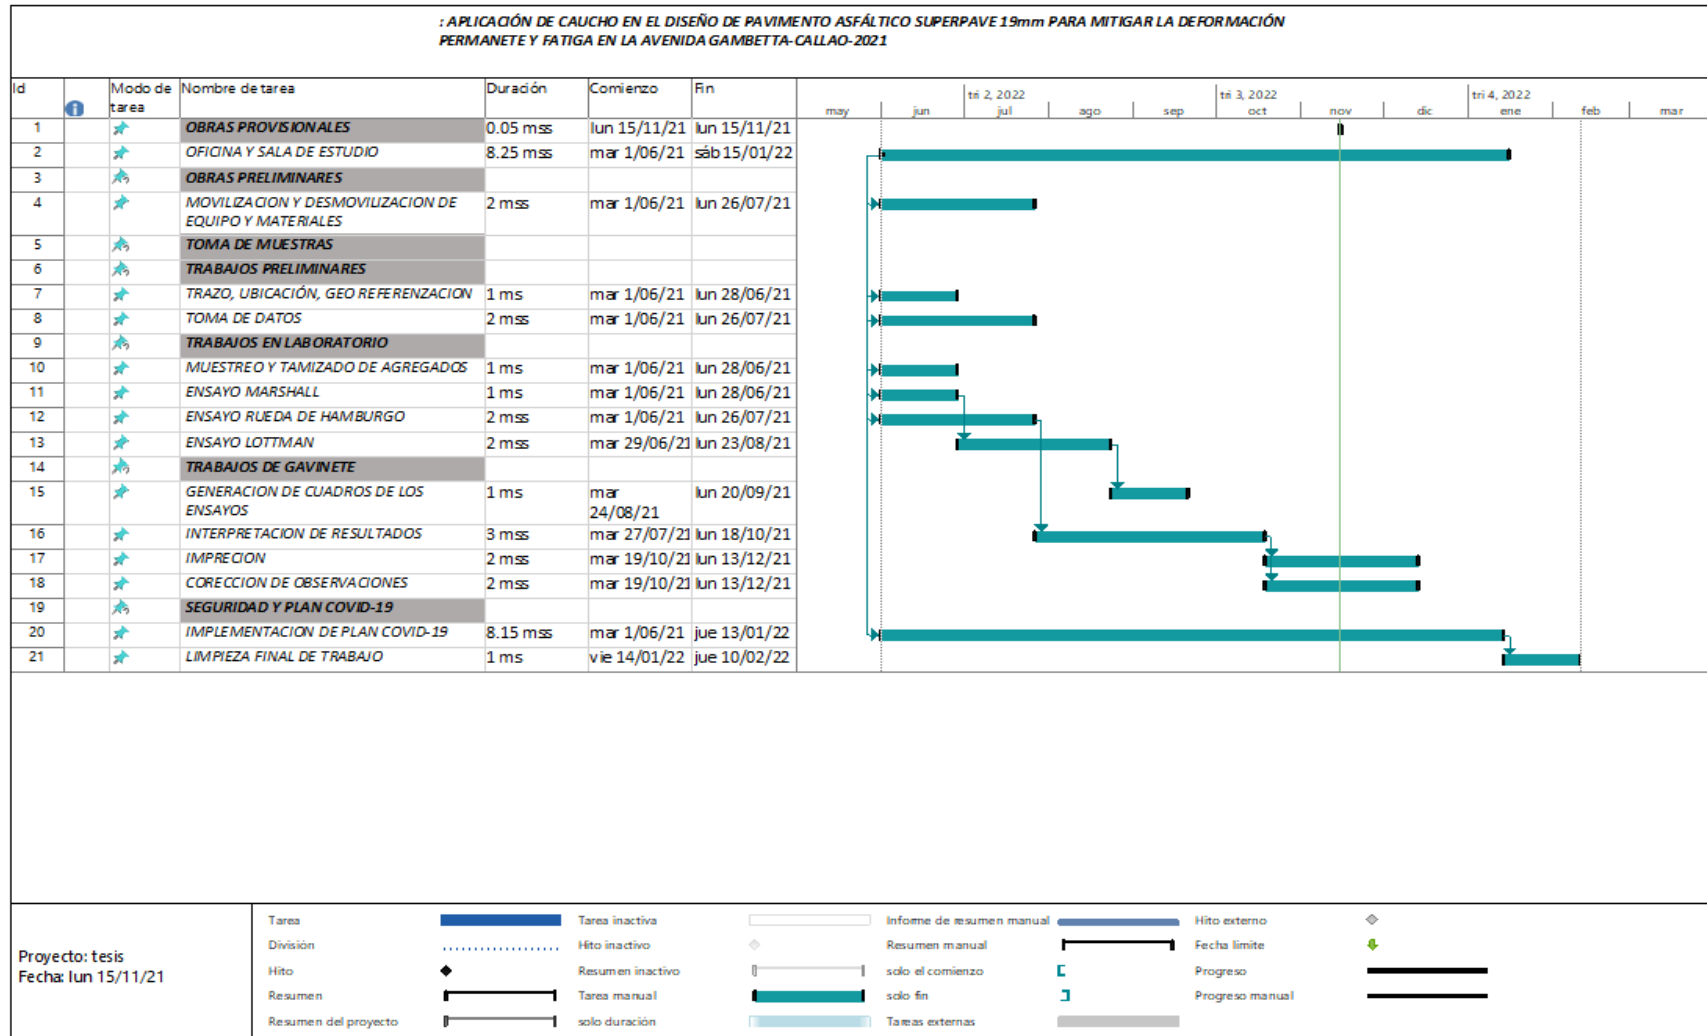 : APLICACIÓN DE CAUCHO EN EL DISEÑO DE PAVIMENTO ASFÁLTICO SUPERPAVE 19mm PARA MITIGAR LA DEFORMACIÓN
PERMANETE Y FATIGA EN LA AVENIDA GAMBETTA-CALLAO-2021
Id Modo de tarea Nombre de tarea Duración Comienzo Fin
tri 2, 2022 tri 3, 2022 tri 4, 2022
may jun jul ago sep oct nov dic ene feb mar
1 OBRAS PROVISIONALES 0.05 mss lun 15/11/21 lun 15/11/21
2 OFICINA Y SALA DE ESTUDIO 8.25 mss mar 1/06/21 sáb 15/01/22
3 OBRAS PRELIMINARES
4 MOVILIZACION Y DESMOVILIZACION DE EQUIPO Y MATERIALES 2 mss mar 1/06/21 lun 26/07/21
5 TOMA DE MUESTRAS
6 TRABAJOS PRELIMINARES
7 TRAZO, UBICACIÓN, GEO REFERENZACION 1 ms mar 1/06/21 lun 28/06/21
8 TOMA DE DATOS 2 mss mar 1/06/21 lun 26/07/21
9 TRABAJOS EN LABORATORIO
10 MUESTREO Y TAMIZADO DE AGREGADOS 1 ms mar 1/06/21 lun 28/06/21
11 ENSAYO MARSHALL 1 ms mar 1/06/21 lun 28/06/21
12 ENSAYO RUEDA DE HAMBURGO 2 mss mar 1/06/21 lun 26/07/21
13 ENSAYO LOTTMAN 2 mss mar 29/06/21 lun 23/08/21
14 TRABAJOS DE GAVINETE
15 GENERACION DE CUADROS DE LOS ENSAYOS 1 ms mar 24/08/21 lun 20/09/21
16 INTERPRETACION DE RESULTADOS 3 mss mar 27/07/21 lun 18/10/21
17 IMPRECION 2 mss mar 19/10/21 lun 13/12/21
18 CORECCION DE OBSERVACIONES 2 mss mar 19/10/21 lun 13/12/21
19 SEGURIDAD Y PLAN COVID-19
20 IMPLEMENTACION DE PLAN COVID-19 8.15 mss mar 1/06/21 jue 13/01/22
21 LIMPIEZA FINAL DE TRABAJO 1 ms vie 14/01/22 jue 10/02/22
Proyecto: tesis
Fecha: lun 15/11/21
Tarea Tarea inactiva Informe de resumen manual Hito externo
División Hito inactivo Resumen manual Fecha límite
Hito Resumen inactivo solo el comienzo Progreso
Resumen Tarea manual solo fin Progreso manual
Resumen del proyecto solo duración Tareas externas